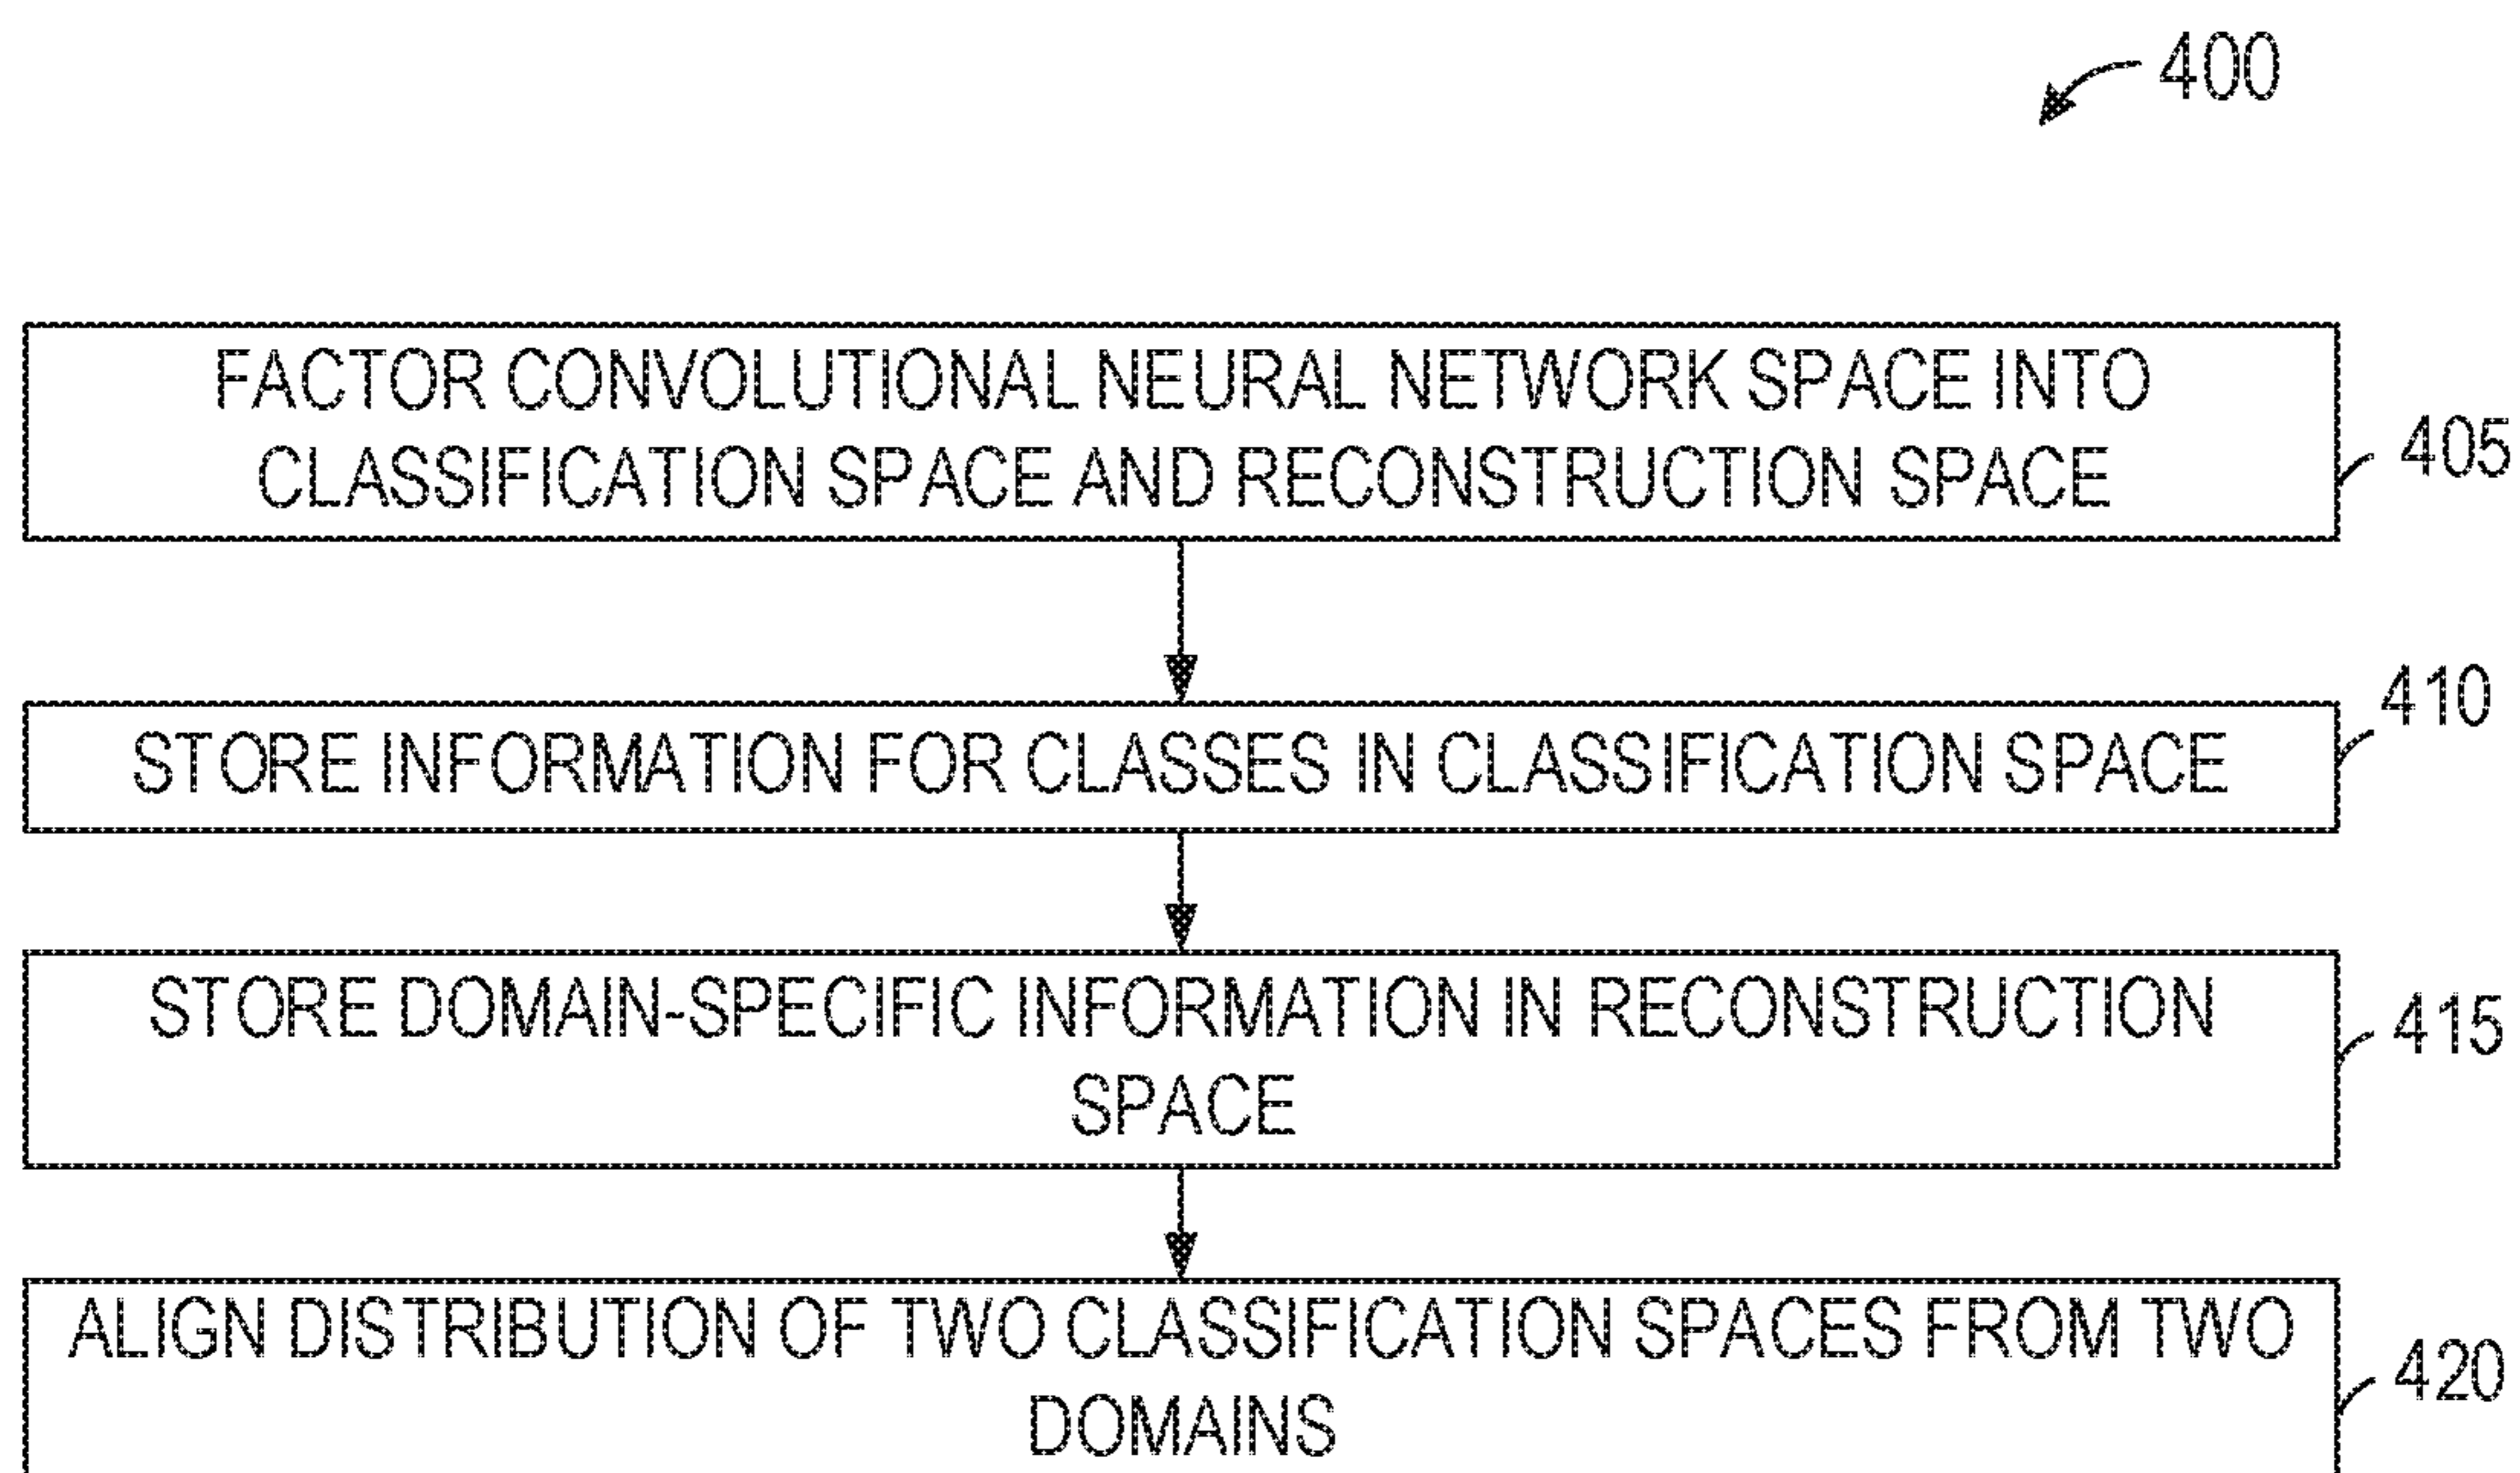 400
FACTOR CONVOLUTIONAL NEURAL NETWORK SPACE INTO
CLASSIFICATION SPACE AND RECONSTRUCTION SPACE
405
410
STORE INFORMATION FOR CLASSES IN CLASSIFICATION SPACE
STORE DOMAIN-SPECIFIC INFORMATION IN RECONSTRUCTION
SPACE
415
ALIGN DISTRIBUTION OF TWO CLASSIFICATION SPACES FROM TWO
DOMAINS
420